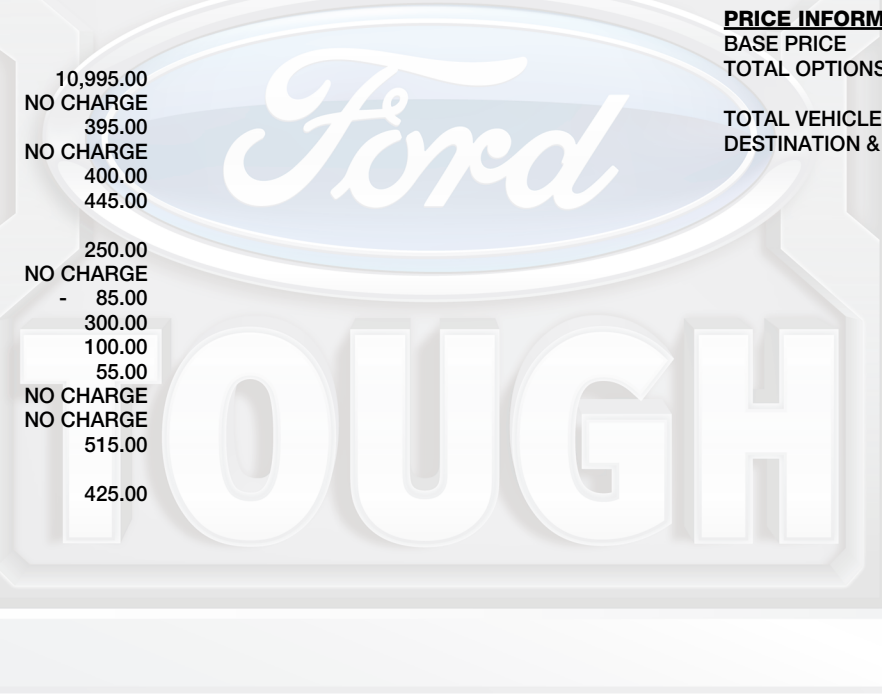 10,995.00
NO CHARGE
395.00
NO CHARGE
400.00
445.00
250.00
NO CHARGE
- 85.00
300.00
100.00
55.00
NO CHARGE
NO CHARGE
515.00
425.00
PRICE INFORM
BASE PRICE
TOTAL OPTIONS
TOTAL VEHICLE
DESTINATION &
Ford
TOUGH